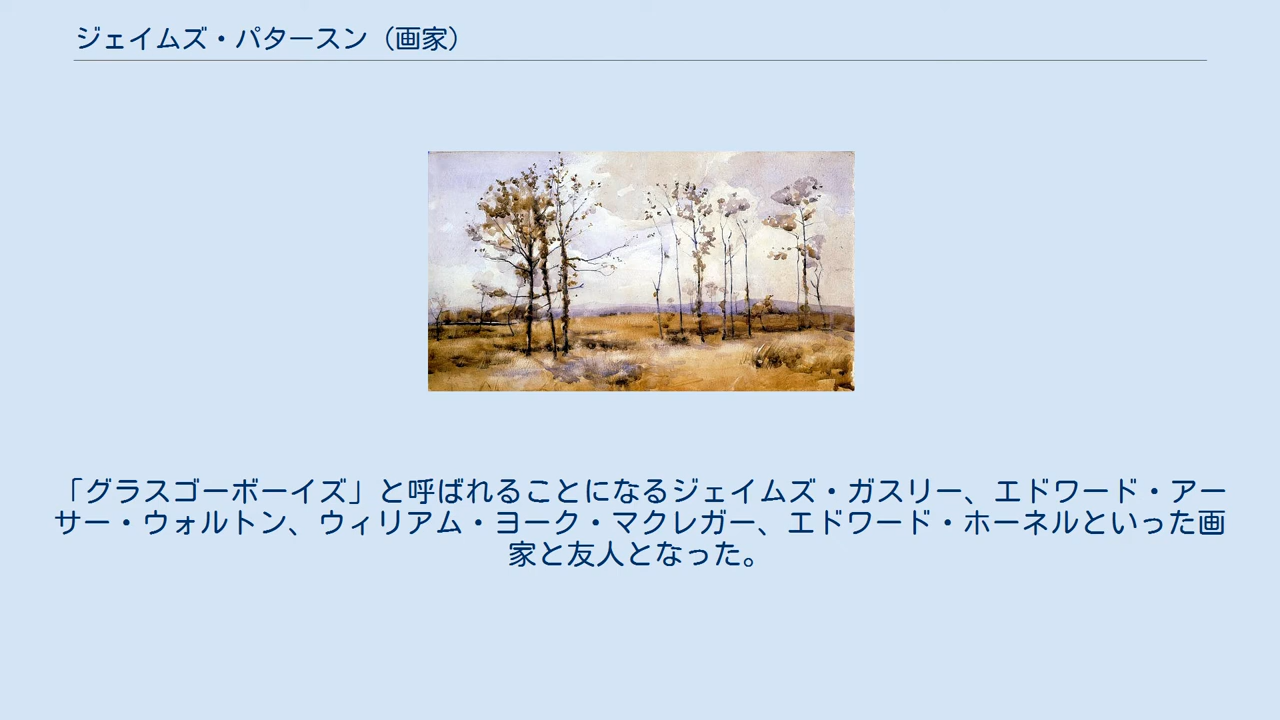 ジェイムズ・パタースン（画家）
「グラスゴーボーイズ」と呼ばれることになるジェイムズ・ガスリー、エドワード・アー
サー・ウォルトン、ウィリアム・ヨーク・マクレガー、エドワード・ホーネルといった画
家と友人となった。